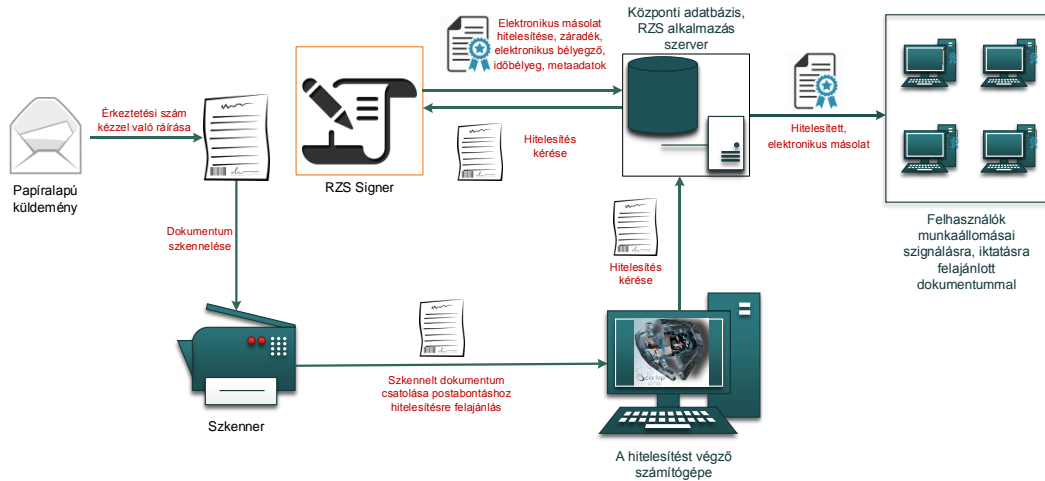 Elektronikus másolat
hitelesítése, záradék,
elektronikus bélyegző,
időbélyeg, metaadatok
Központi adatbázis,
RZS alkalmazás
szerver
Érkeztetési szám
kézzel való ráírása
Hitelesítés
kérése
Hitelesített,
elektronikus másolat
Papíralapú
küldemény
RZS Signer
Dokumentum
szkennelése
Hitelesítés
kérése
Felhasználók
munkaállomásai
szignálásra, iktatásra
felajánlott
dokumentummal
Szkennelt dokumentum
csatolása postabontáshoz
hitelesítésre felajánlás
Szkenner
A hitelesítést végző
számítógépe